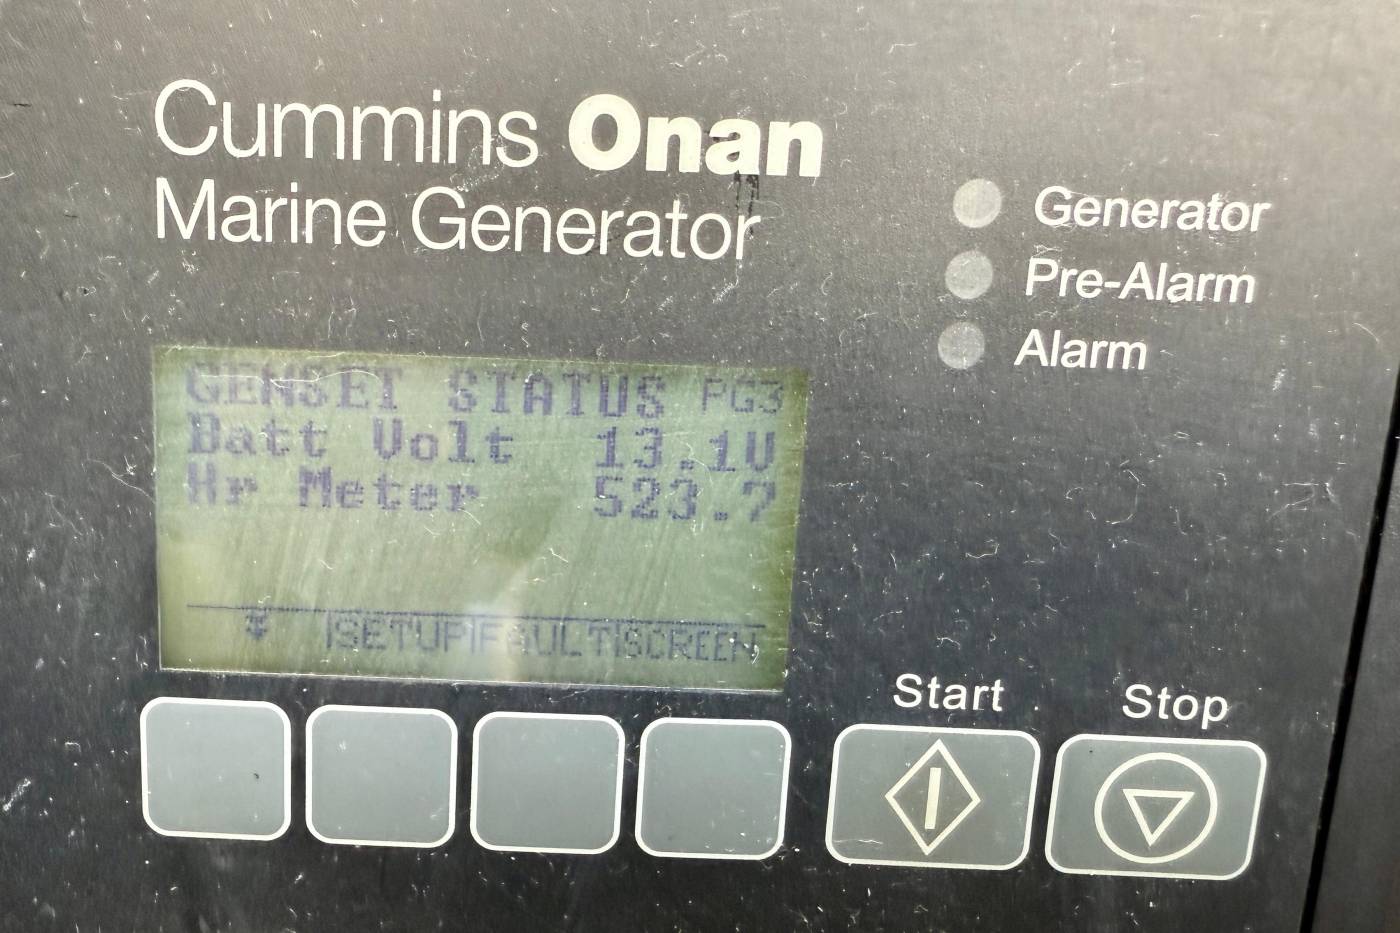 Cummins Onan
Marine Generator
Generator
Pre-Alarm
Alarm
GENSET STATUS PG3
Batt Volt 13.1V
Hr Meter 523.7
SETUP|FAULT|SCREEN
Start
Stop